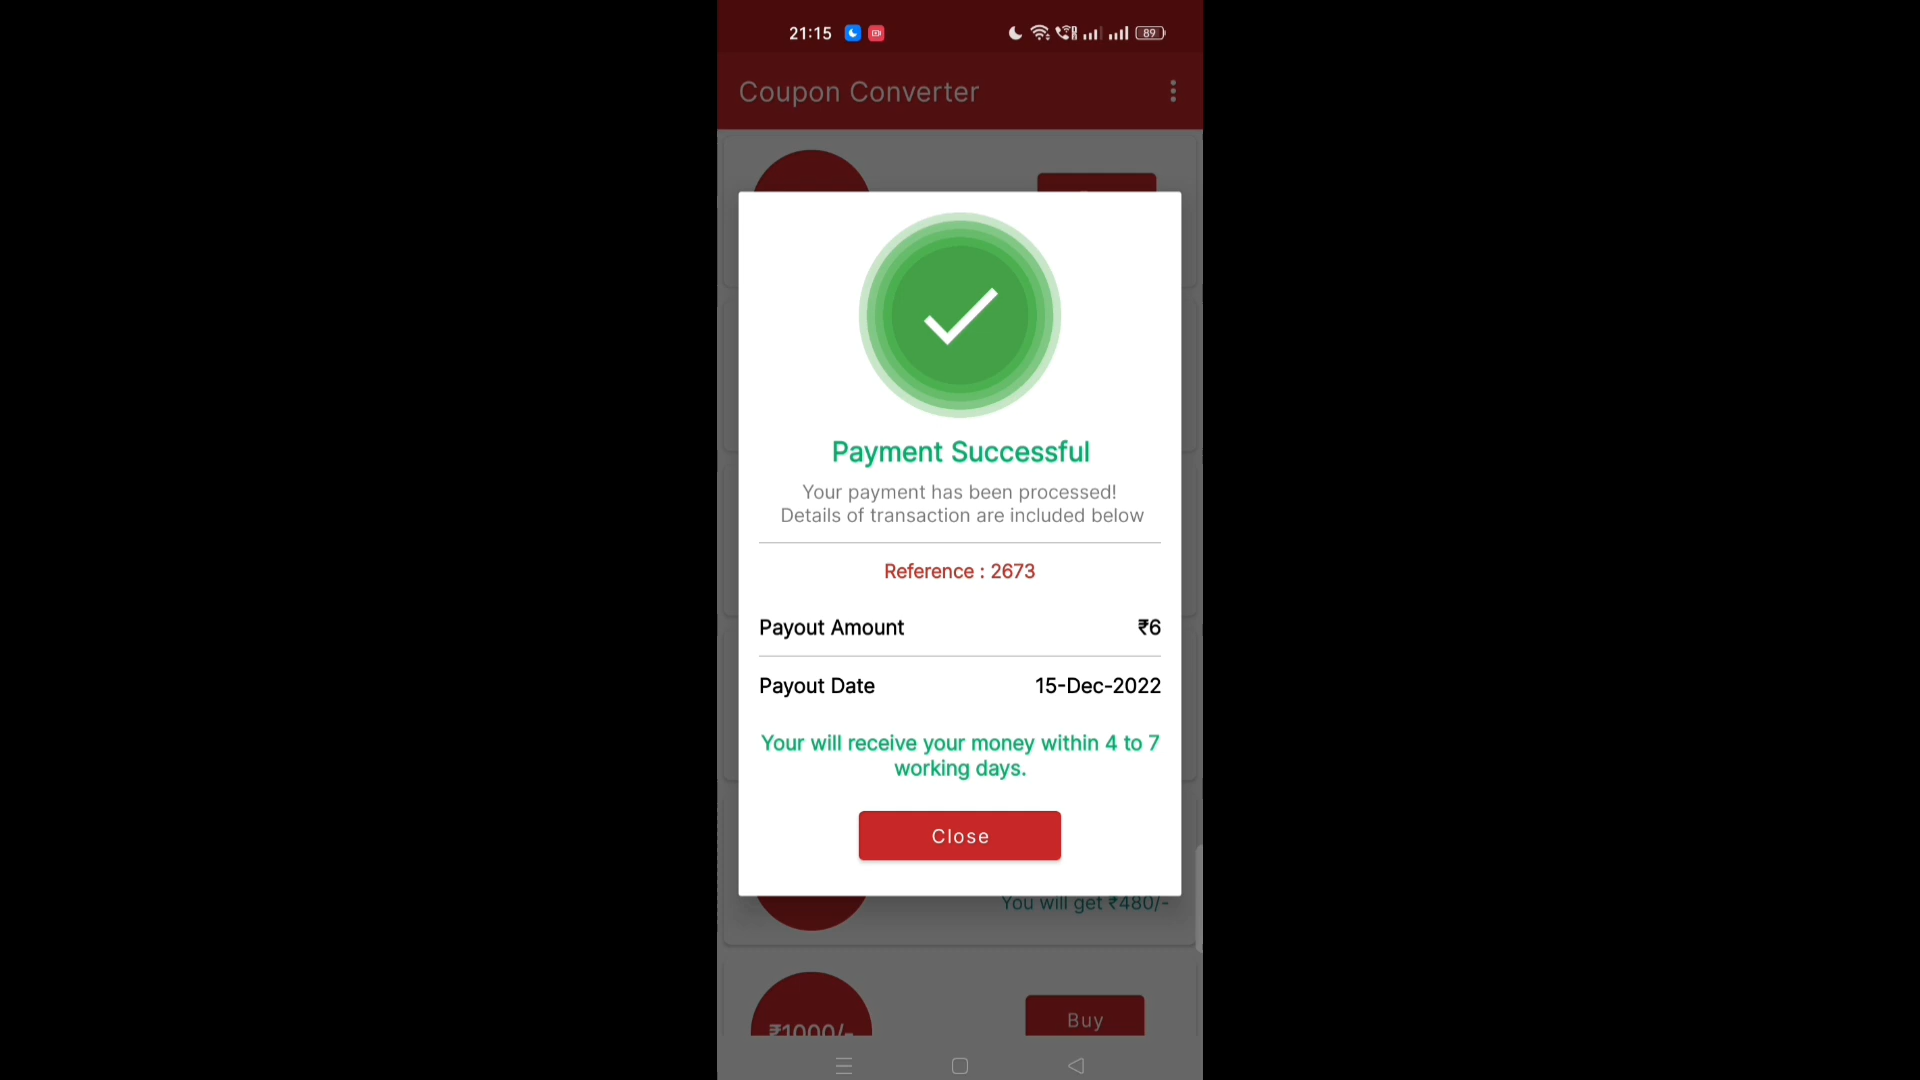 21:15
89
Coupon Converter
Payment Successful
Your payment has been processed!
Details of transaction are included below
Reference : 2673
Payout Amount ₹6
Payout Date 15-Dec-2022
Your will receive your money within 4 to 7
working days.
Close
You will get ₹480/-
₹1000/-
Buy